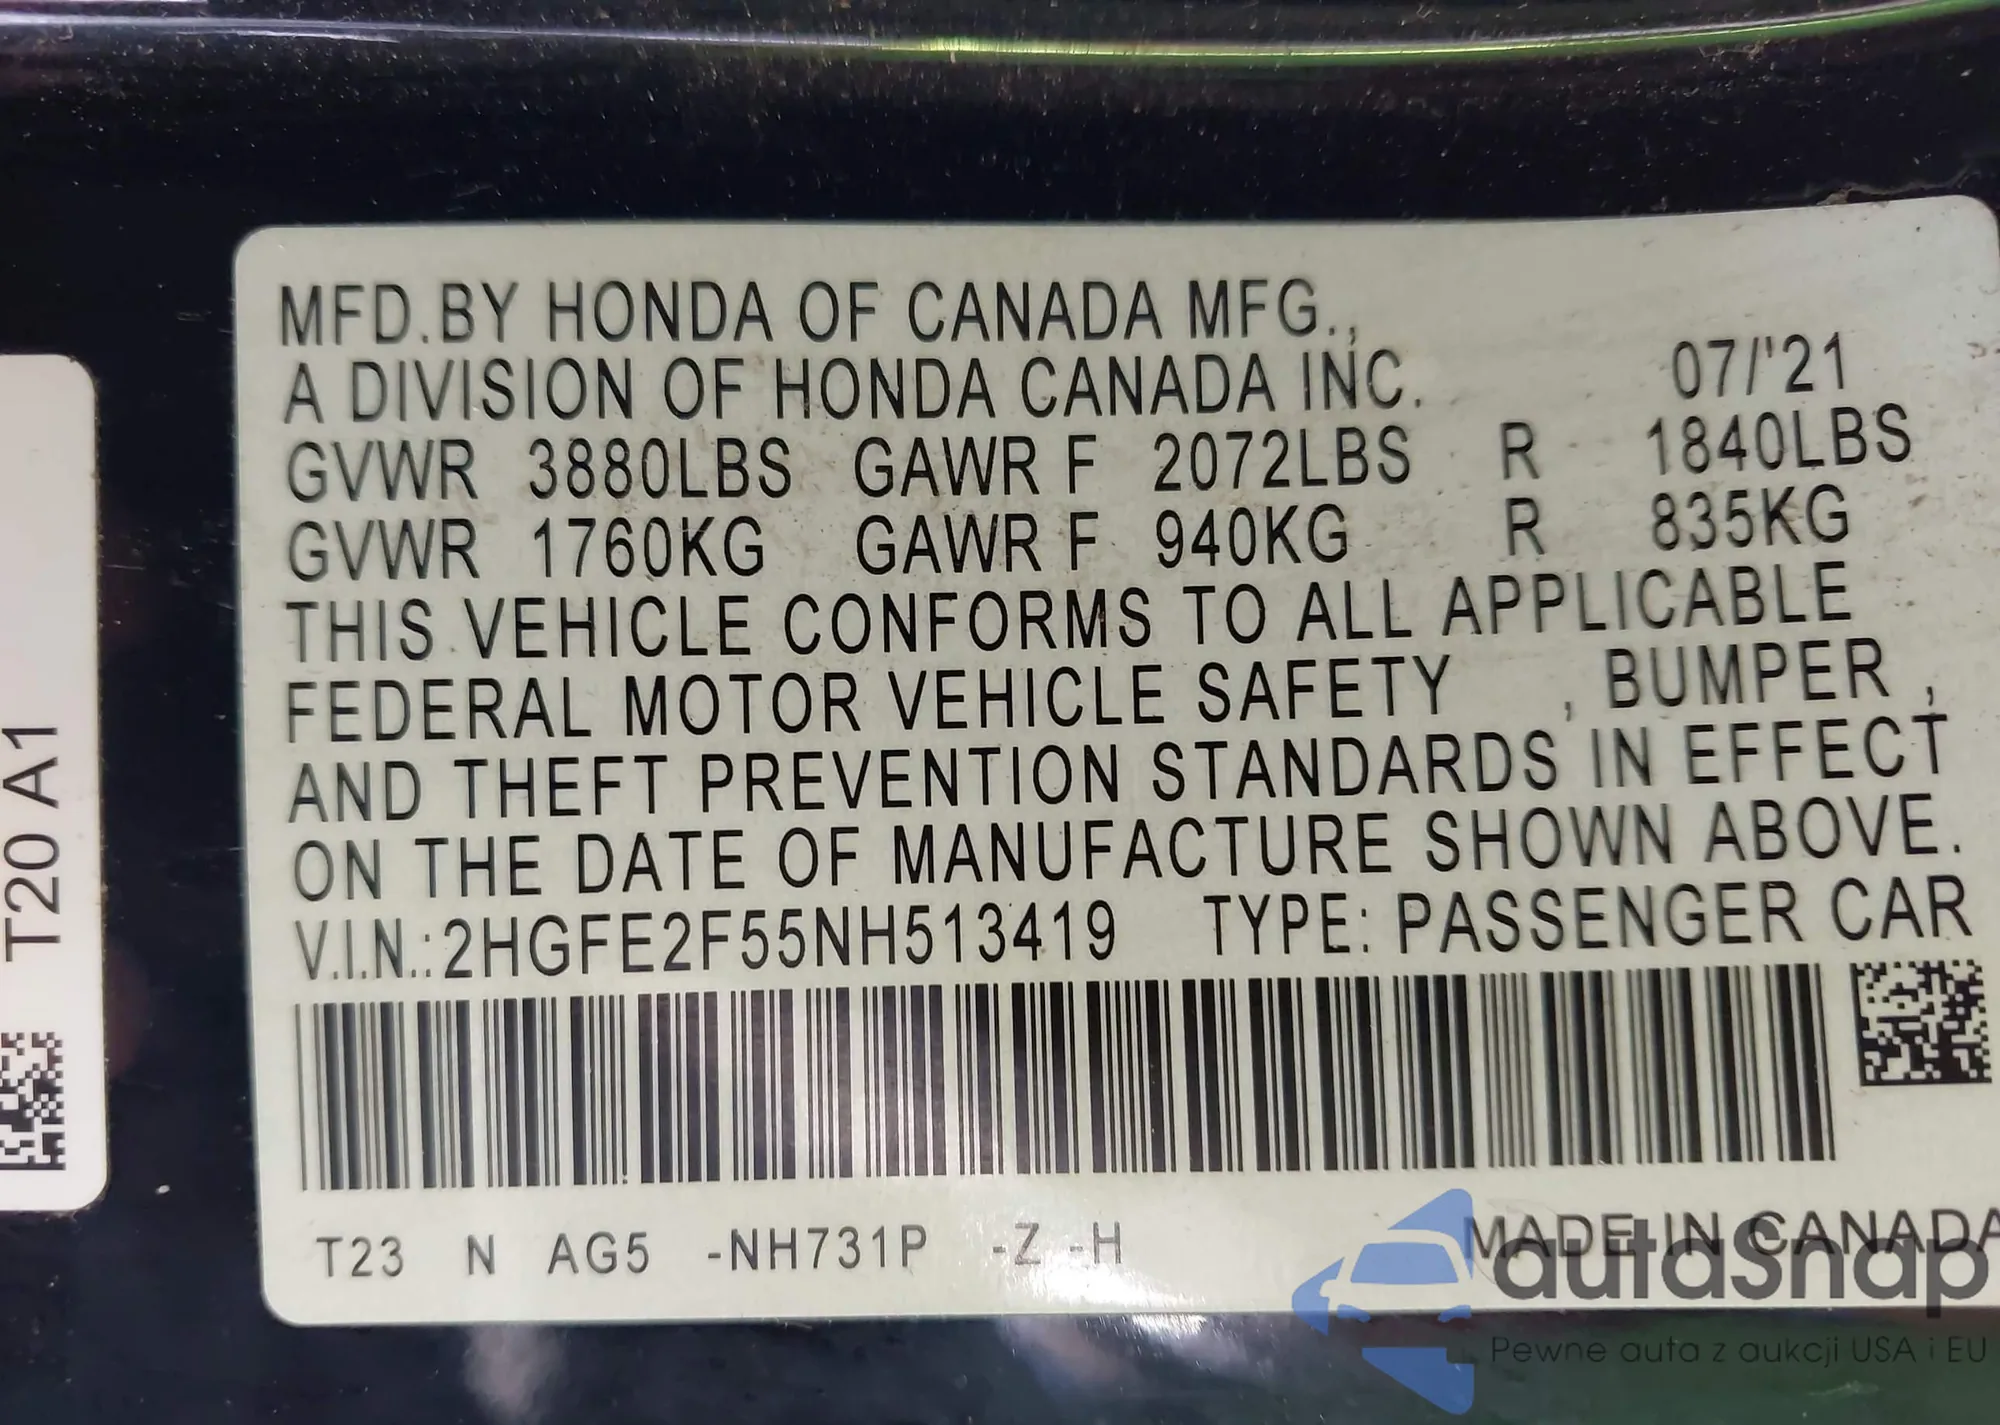 MFD.BY HONDA OF CANADA MFG.,
A DIVISION OF HONDA CANADA INC. 07/'21
GVWR 3880LBS GAWR F 2072LBS R 1840LBS
GVWR 1760KG GAWR F 940KG R 835KG
THIS VEHICLE CONFORMS TO ALL APPLICABLE
FEDERAL MOTOR VEHICLE SAFETY , BUMPER ,
AND THEFT PREVENTION STANDARDS IN EFFECT
ON THE DATE OF MANUFACTURE SHOWN ABOVE.
V.I.N.:2HGFE2F55NH513419 TYPE: PASSENGER CAR
T23 N AG5 -NH731P -Z -H MADE IN CANADA
T20 A1
autaSnap
Pewne auta z aukcji USA i EU